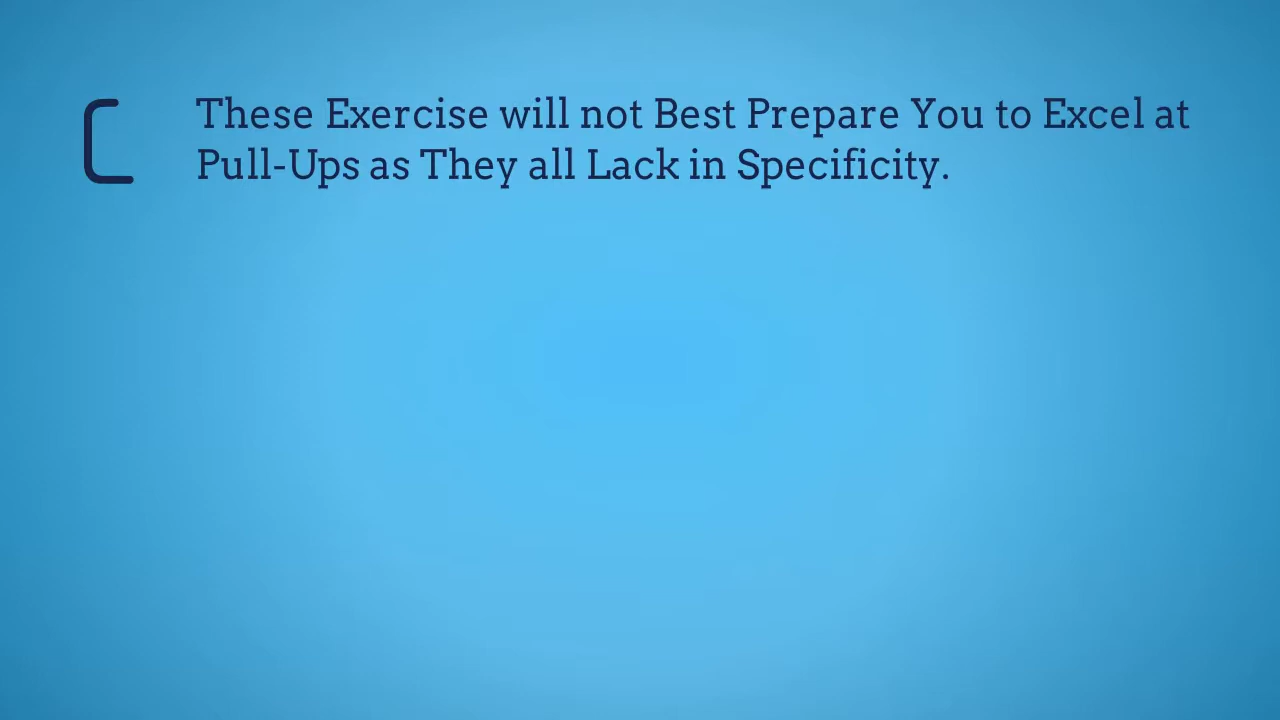 These Exercise will not Best Prepare You to Excel at
Pull-Ups as They all Lack in Specificity.